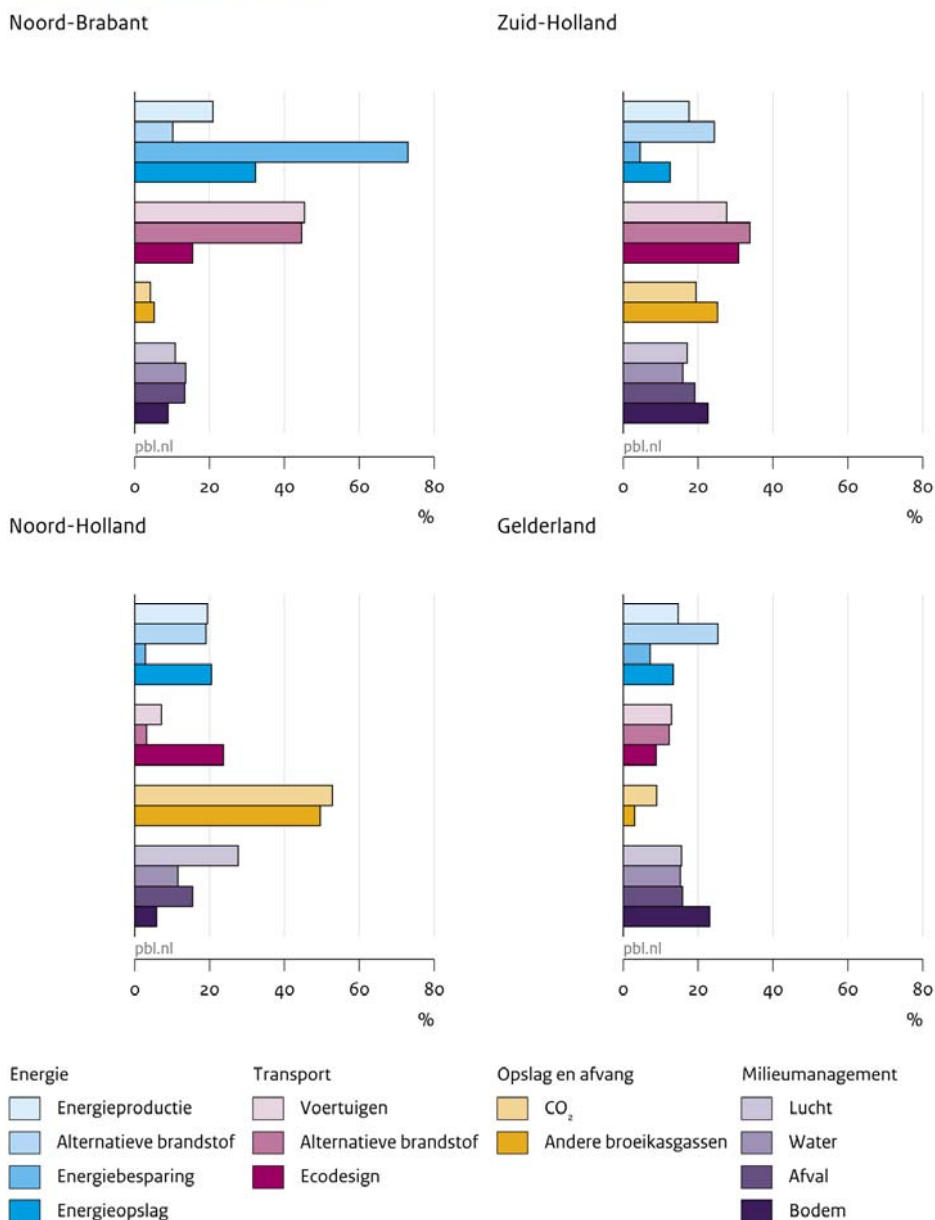 Noord-Brabant
Zuid-Holland
pbl.nl
0 20 40 60 80
%
pbl.nl
0 20 40 60 80
%
Noord-Holland
Gelderland
pbl.nl
0 20 40 60 80
%
pbl.nl
0 20 40 60 80
%
Energie
Energieproductie
Alternatieve brandstof
Energiebesparing
Energieopslag
Transport
Voertuigen
Alternatieve brandstof
Ecodesign
Opslag en afvang
CO₂
Andere broeikasgassen
Milieumanagement
Lucht
Water
Afval
Bodem